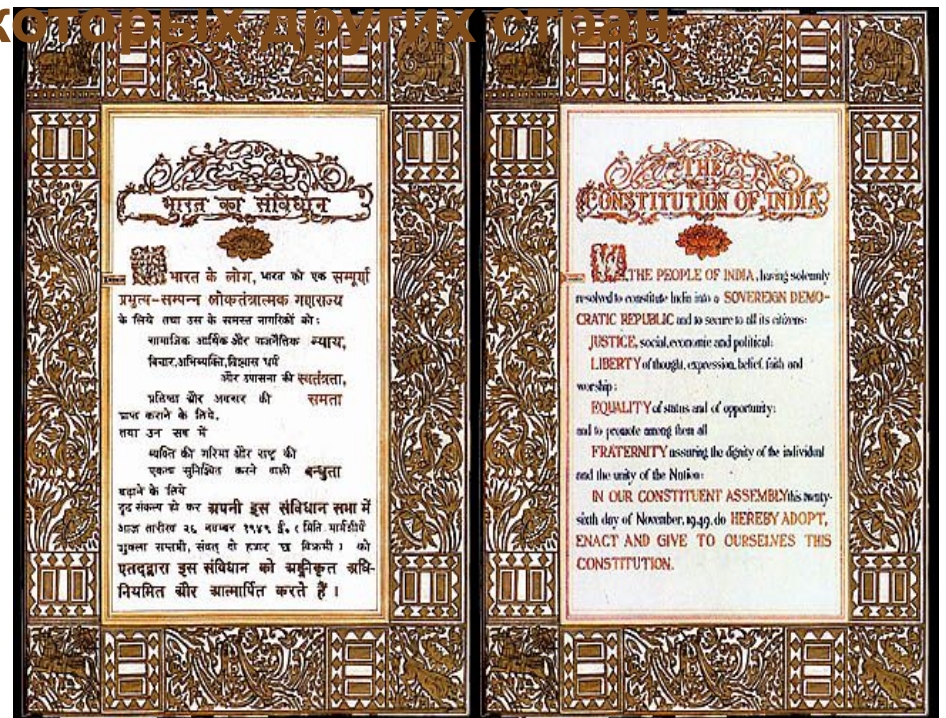 которых других стран.
भारत का संविधान
भारत के लोग, भारत को एक सम्पूर्ण
प्रभुत्व-सम्पन्न लोकतंत्रात्मक गणराज्य
के लिये तथा उस के समस्त नागरिकों को:
सामाजिक आर्थिक और राजनैतिक न्याय,
विचार, अभिव्यक्ति, विश्वास धर्म
और उपासना की स्वतंत्रता,
प्रतिष्ठा और अवसर की समता
प्राप्त कराने के लिये,
तथा उन सब में
व्यक्ति की गरिमा और राष्ट्र की
एकता सुनिश्चित करने वाली बन्धुता
बढ़ाने के लिये
दृढ़ संकल्प हो कर अपनी इस संविधान सभा में
आज तारीख २६ नवम्बर १९४९ ई. (मिति मार्गशीर्ष
शुक्ला सप्तमी, संवत् दो हजार छ विक्रमी) को
एतद्द्वारा इस संविधान को अङ्गीकृत अधि-
नियमित और आत्मार्पित करते हैं।
THE
CONSTITUTION OF INDIA
THE PEOPLE OF INDIA, having solemnly
resolved to constitute India into a SOVEREIGN DEMO-
CRATIC REPUBLIC and to secure to all its citizens:
JUSTICE, social, economic and political;
LIBERTY of thought, expression, belief, faith and
worship;
EQUALITY of status and of opportunity;
and to promote among them all
FRATERNITY assuring the dignity of the individual
and the unity of the Nation;
IN OUR CONSTITUENT ASSEMBLY this twenty-
sixth day of November, 1949, do HEREBY ADOPT,
ENACT AND GIVE TO OURSELVES THIS
CONSTITUTION.